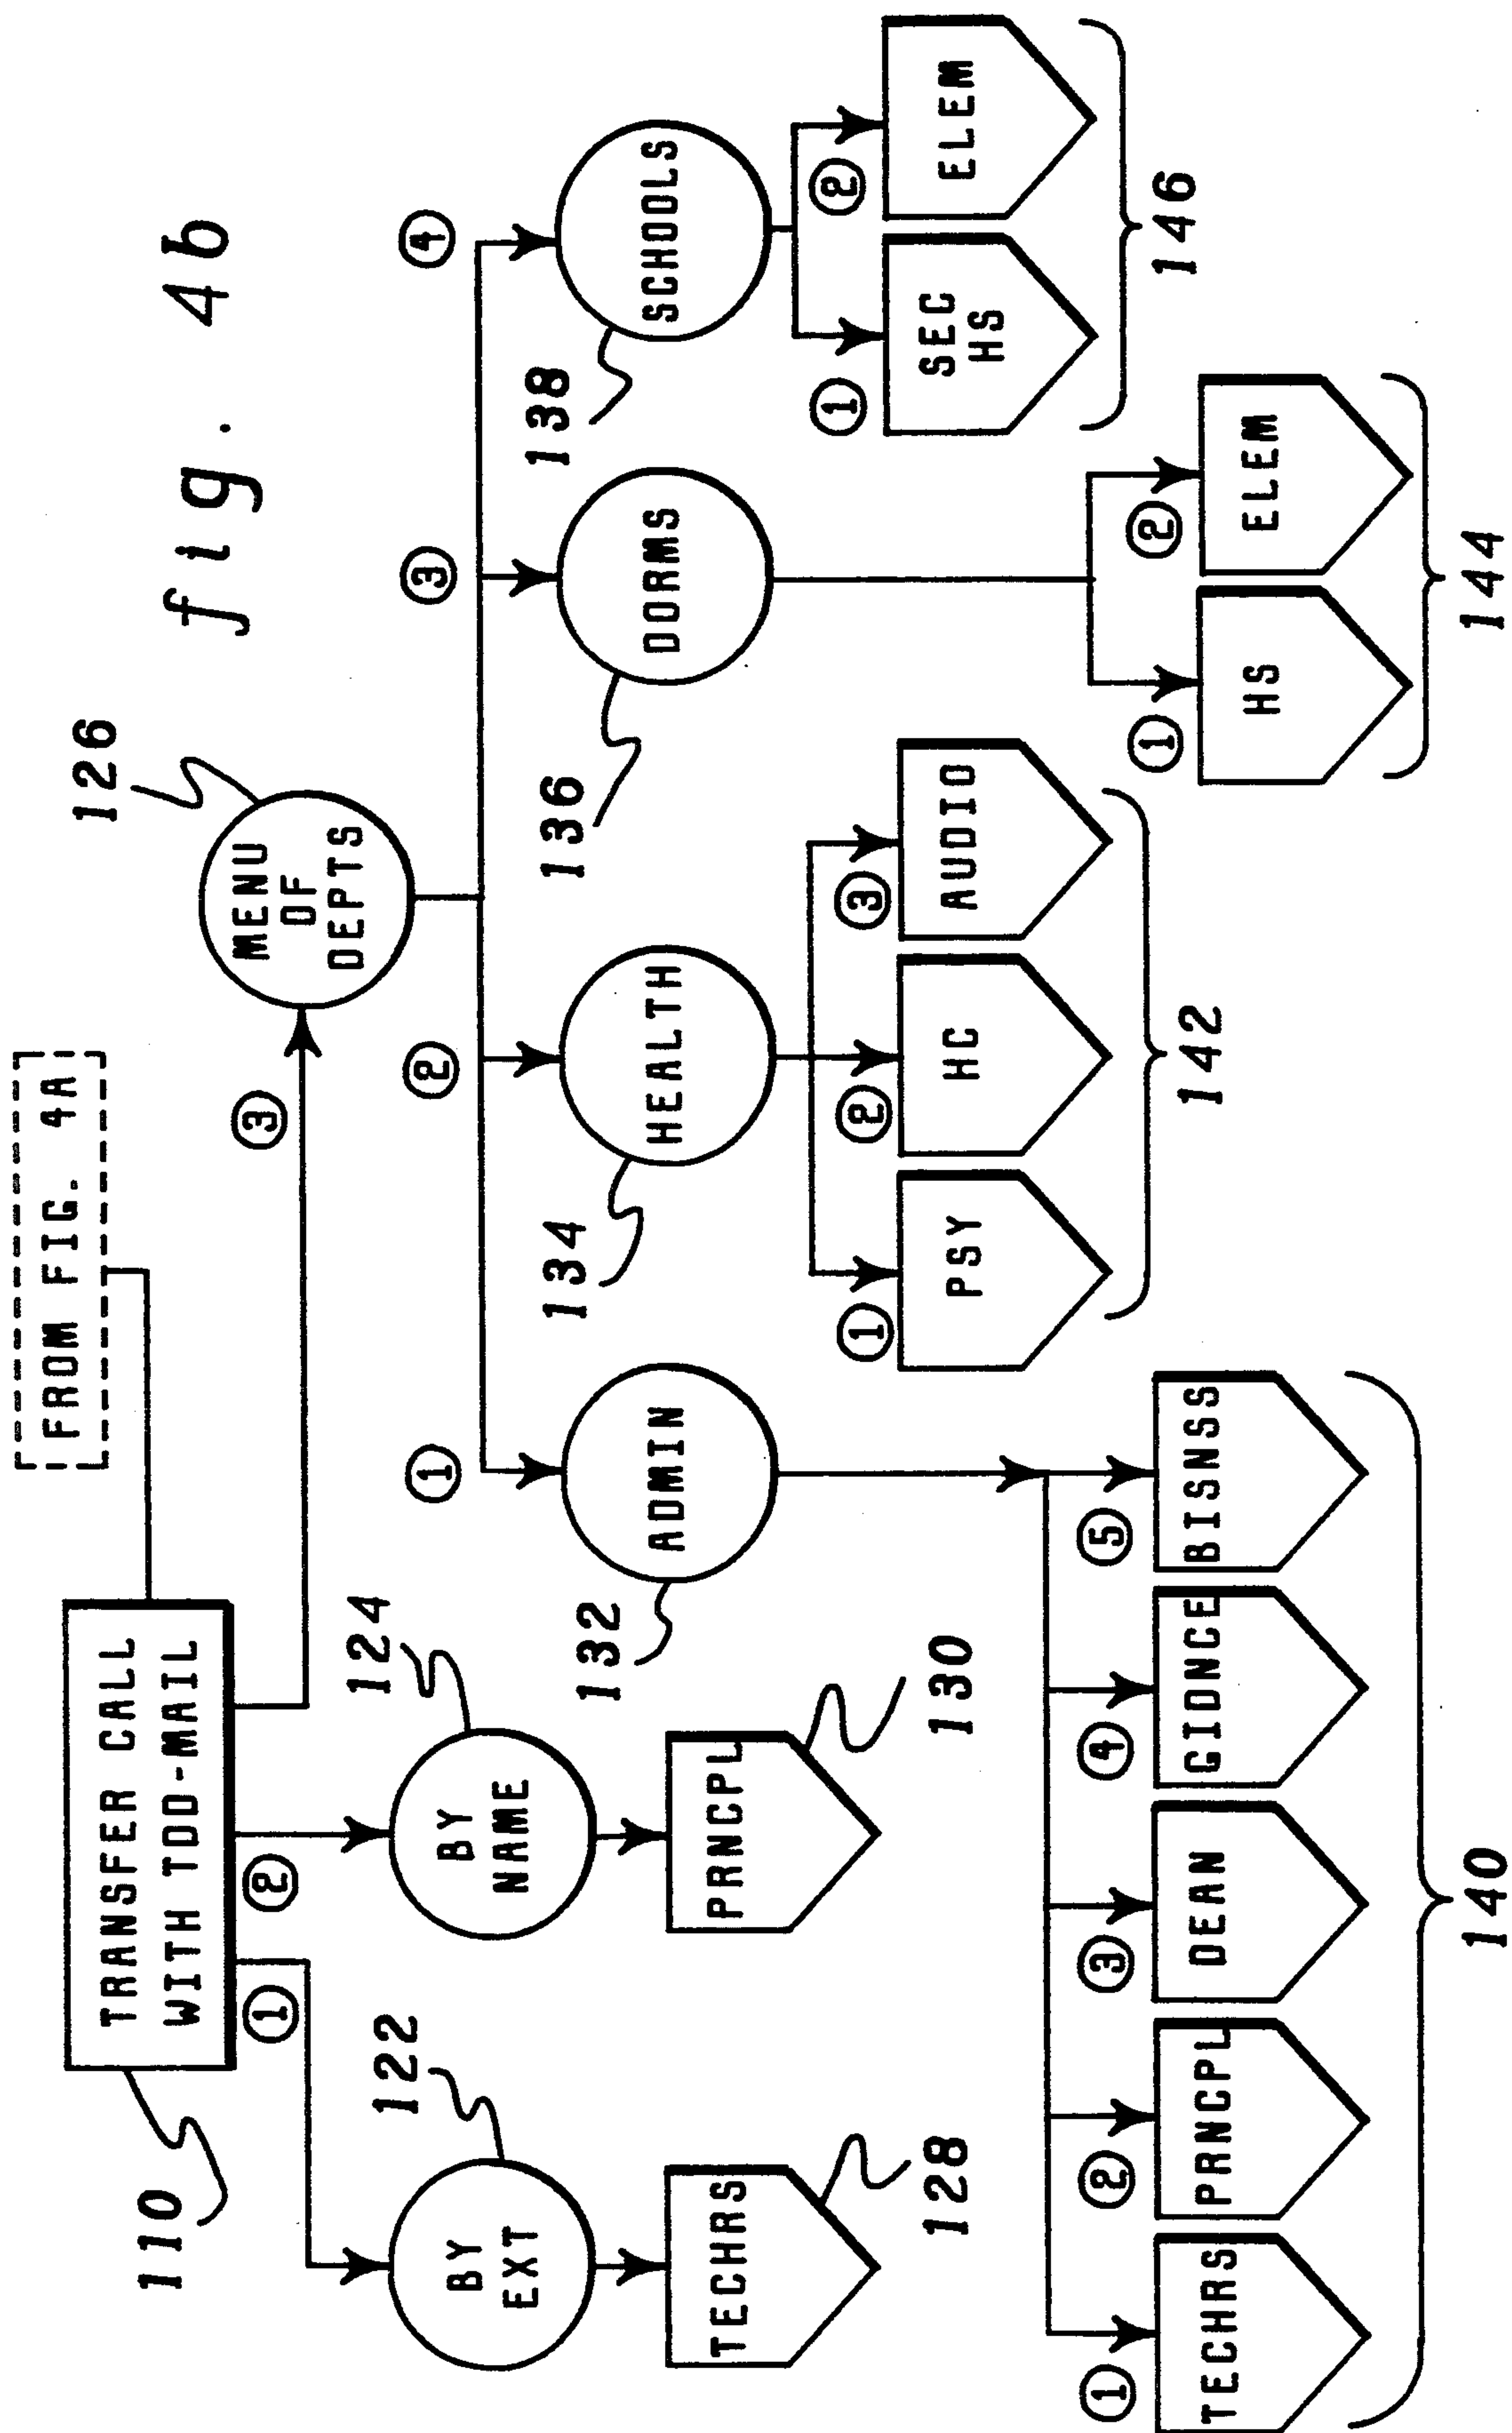 fig. 4b
FROM FIG. 4A
TRANSFER CALL
WITH TDD-MAIL
110
1
2
3
126
MENU
OF
DEPTS
122
BY
EXT
124
BY
NAME
1
2
3
4
132
ADMIN
134
HEALTH
136
DORMS
138
SCHOOLS
TECHRS
128
PRNCPL
130
1
PSY
2
HC
3
AUDIO
142
1
SEC
HS
2
ELEM
146
1
TECHRS
2
PRNCPL
3
DEAN
4
GIDNCE
5
BISNSS
140
1
HS
2
ELEM
144